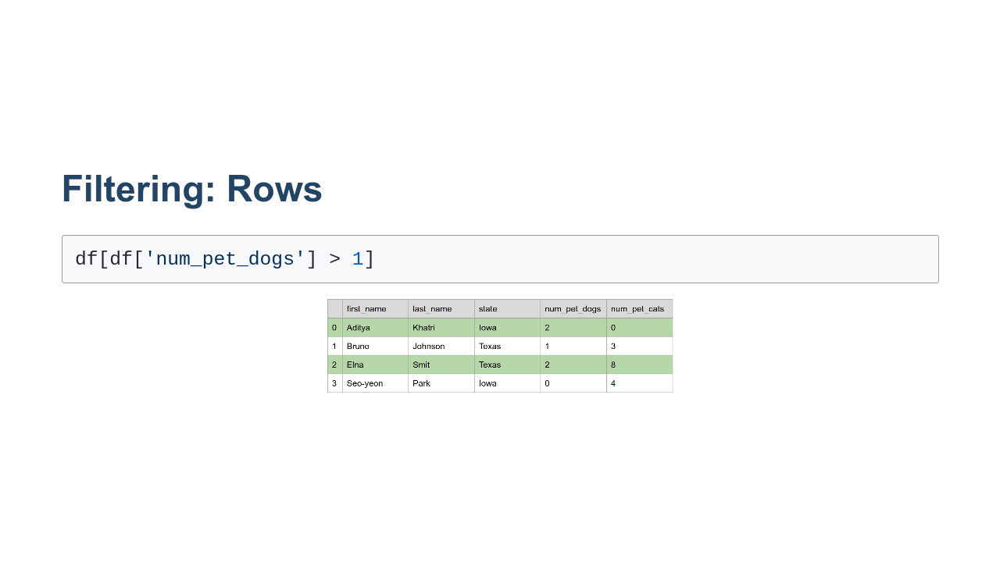 Filtering: Rows
df[df['num_pet_dogs'] > 1]
first_name last_name state num_pet_dogs num_pet_cats
0 Aditya Khatri Iowa 2 0
1 Bruno Johnson Texas 1 3
2 Elna Smit Texas 2 8
3 Seo-yeon Park Iowa 0 4